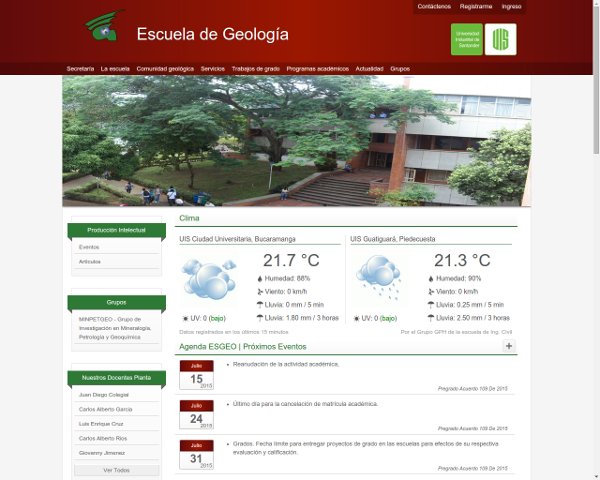 Contáctenos Registrarme Ingreso
Escuela de Geología
Universidad
Industrial de
Santander
UIS
Secretaría La escuela Comunidad geológica Servicios Trabajos de grado Programas académicos Actualidad Grupos
Producción Intelectual
Eventos
Artículos
Grupos
MINPETGEO - Grupo de
Investigación en Mineralogía,
Petrología y Geoquímica
Nuestros Docentes Planta
Juan Diego Colegial
Carlos Alberto García
Luis Enrique Cruz
Carlos Alberto Ríos
Giovanny Jimenez
Ver Todos
Clima
UIS Ciudad Universitaria, Bucaramanga
21.7 °C
Humedad: 88%
Viento: 0 km/h
Lluvia: 0 mm / 5 min
UV: 0 (bajo) Lluvia: 1.80 mm / 3 horas
Datos registrados en los últimos 15 minutos
UIS Guatiguará, Piedecuesta
21.3 °C
Humedad: 90%
Viento: 0 km/h
Lluvia: 0.25 mm / 5 min
UV: 0 (bajo) Lluvia: 2.50 mm / 3 horas
Por el Grupo GPH de la escuela de Ing. Civil
Agenda ESGEO | Próximos Eventos +
Julio
15
2015
Reanudación de la actividad académica.
Pregrado Acuerdo 109 De 2015
Julio
24
2015
Último día para la cancelación de matrícula académica.
Pregrado Acuerdo 109 De 2015
Julio
31
2015
Grados. Fecha límite para entregar proyectos de grado en las escuelas para efectos de su respectiva
evaluación y calificación.
Pregrado Acuerdo 109 De 2015